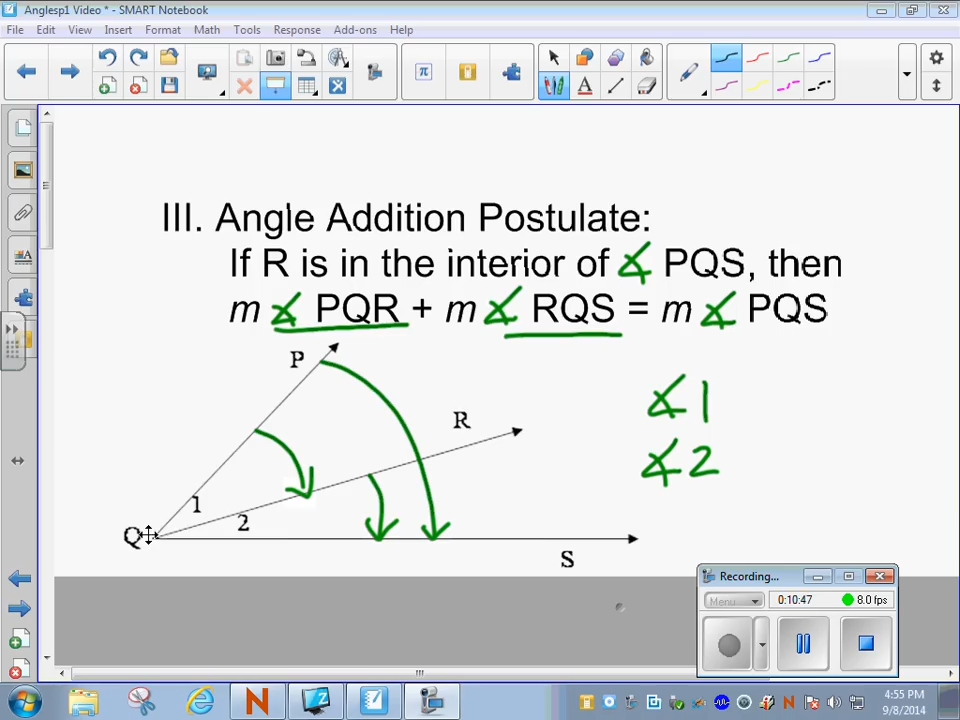 Anglesp1 Video * - SMART Notebook
File Edit View Insert Format Math Tools Response Add-ons Help
III. Angle Addition Postulate:
If R is in the interior of ∡ PQS, then
m ∡ PQR + m ∡ RQS = m ∡ PQS
P
R
∡1
∡2
1
2
Q
S
Recording...
Menu 0:10:47 8.0 fps
4:55 PM
9/8/2014